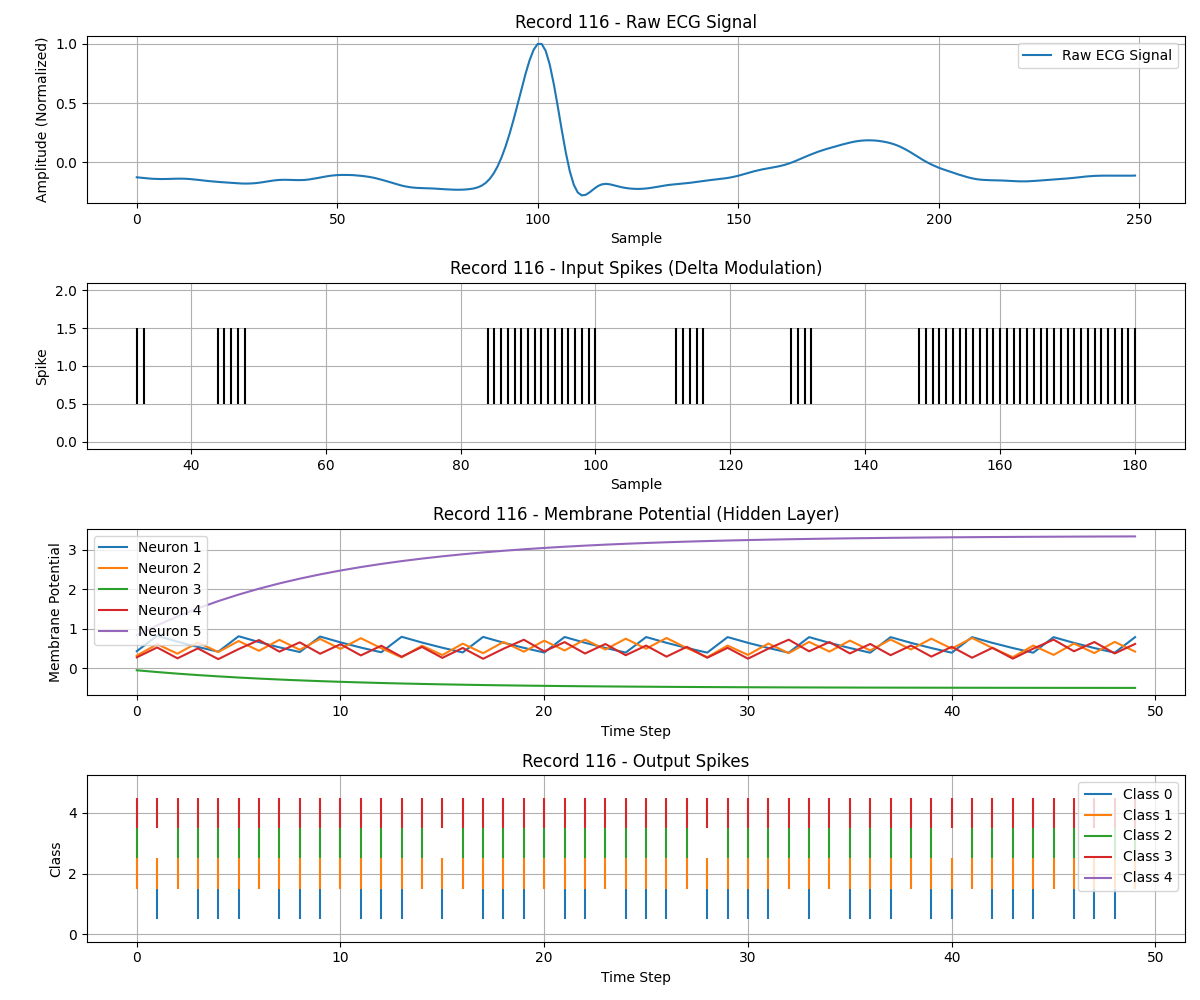 Record 116 - Raw ECG Signal
Amplitude (Normalized)
1.0
0.5
0.0
Raw ECG Signal
0 50 100 150 200 250
Sample
Record 116 - Input Spikes (Delta Modulation)
Spike
2.0
1.5
1.0
0.5
0.0
40 60 80 100 120 140 160 180
Sample
Record 116 - Membrane Potential (Hidden Layer)
Membrane Potential
3
2
1
0
Neuron 1
Neuron 2
Neuron 3
Neuron 4
Neuron 5
0 10 20 30 40 50
Time Step
Record 116 - Output Spikes
Class
4
2
0
Class 0
Class 1
Class 2
Class 3
Class 4
0 10 20 30 40 50
Time Step